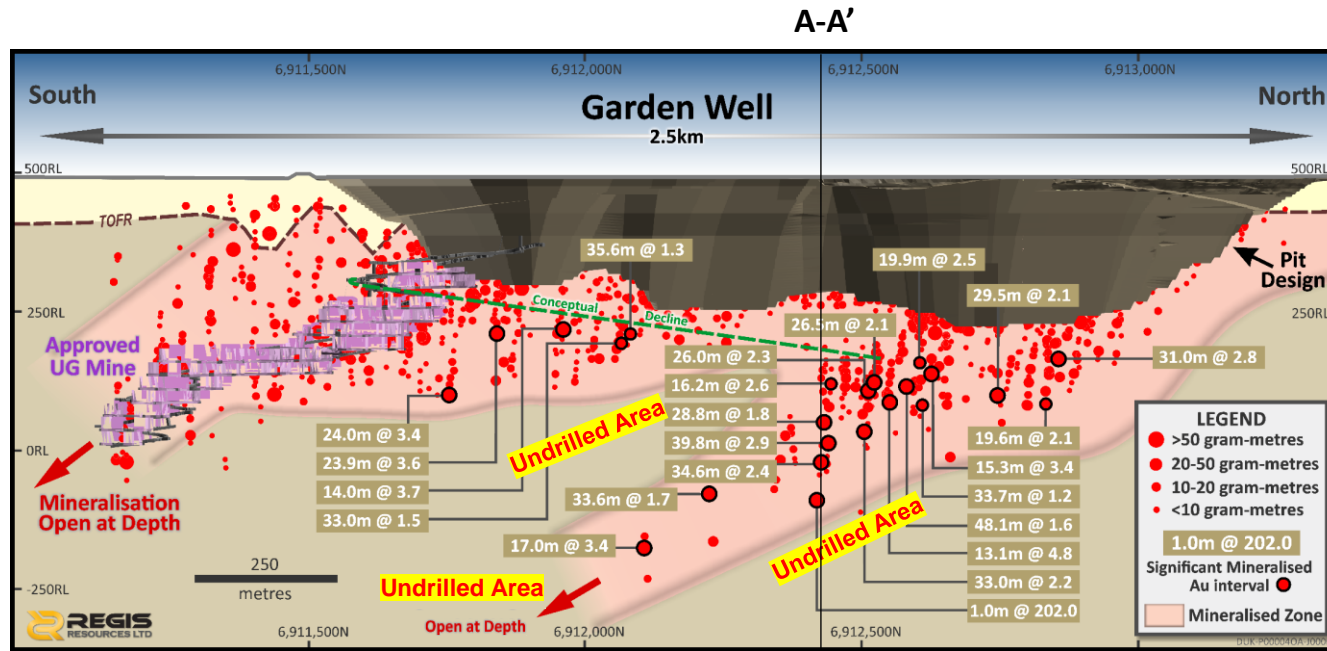 A-A'
6,911,500N
6,912,000N
6,912,500N
6,913,000N
South
Garden Well
North
2.5km
500RL
500RL
TOFR
35.6m @ 1.3
19.9m @ 2.5
Pit
Design
29.5m @ 2.1
Conceptual
Decline
250RL
250RL
26.5m @ 2.1
Approved
UG Mine
26.0m @ 2.3
31.0m @ 2.8
16.2m @ 2.6
28.8m @ 1.8
39.8m @ 2.9
34.6m @ 2.4
Undrilled Area
24.0m @ 3.4
23.9m @ 3.6
14.0m @ 3.7
33.0m @ 1.5
0RL
Mineralisation
Open at Depth
33.6m @ 1.7
17.0m @ 3.4
Undrilled Area
19.6m @ 2.1
15.3m @ 3.4
33.7m @ 1.2
48.1m @ 1.6
13.1m @ 4.8
33.0m @ 2.2
1.0m @ 202.0
LEGEND
>50 gram-metres
20-50 gram-metres
10-20 gram-metres
<10 gram-metres
1.0m @ 202.0
Significant Mineralised
Au interval
Mineralised Zone
250
metres
Undrilled Area
Open at Depth
-250RL
REGIS
RESOURCES LTD
6,911,500N
6,912,000N
6,912,500N